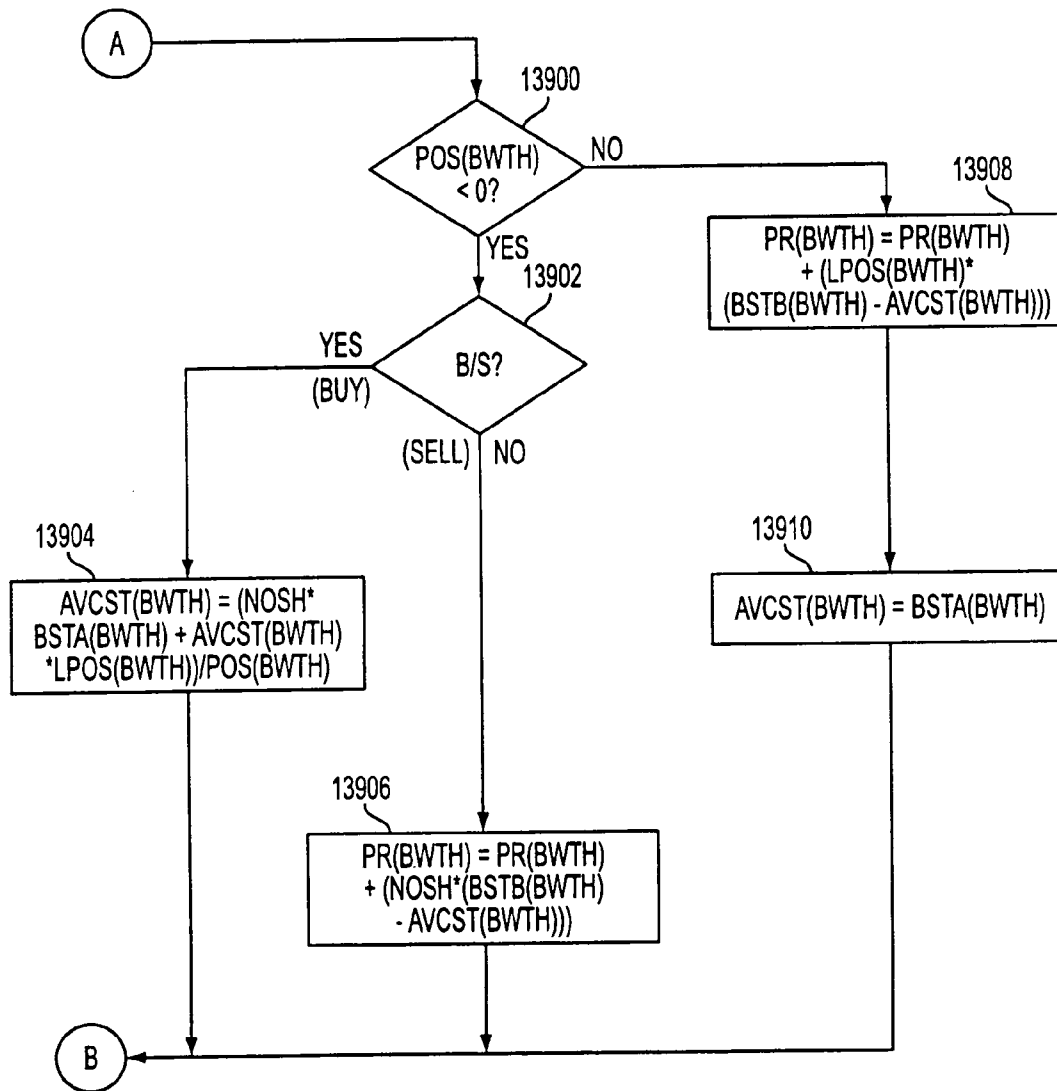 A
13900
POS(BWTH)
< 0?
NO
13908
PR(BWTH) = PR(BWTH)
+ (LPOS(BWTH)*
(BSTB(BWTH) - AVCST(BWTH)))
YES
13902
YES
B/S?
(BUY)
(SELL) NO
13904
AVCST(BWTH) = (NOSH*
BSTA(BWTH) + AVCST(BWTH)
*LPOS(BWTH))/POS(BWTH)
13910
AVCST(BWTH) = BSTA(BWTH)
13906
PR(BWTH) = PR(BWTH)
+ (NOSH*(BSTB(BWTH)
- AVCST(BWTH)))
B